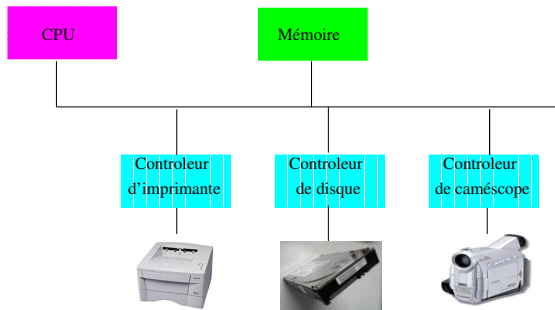 CPU
Mémoire
Controleur
d'imprimante
Controleur
de disque
Controleur
de caméscope